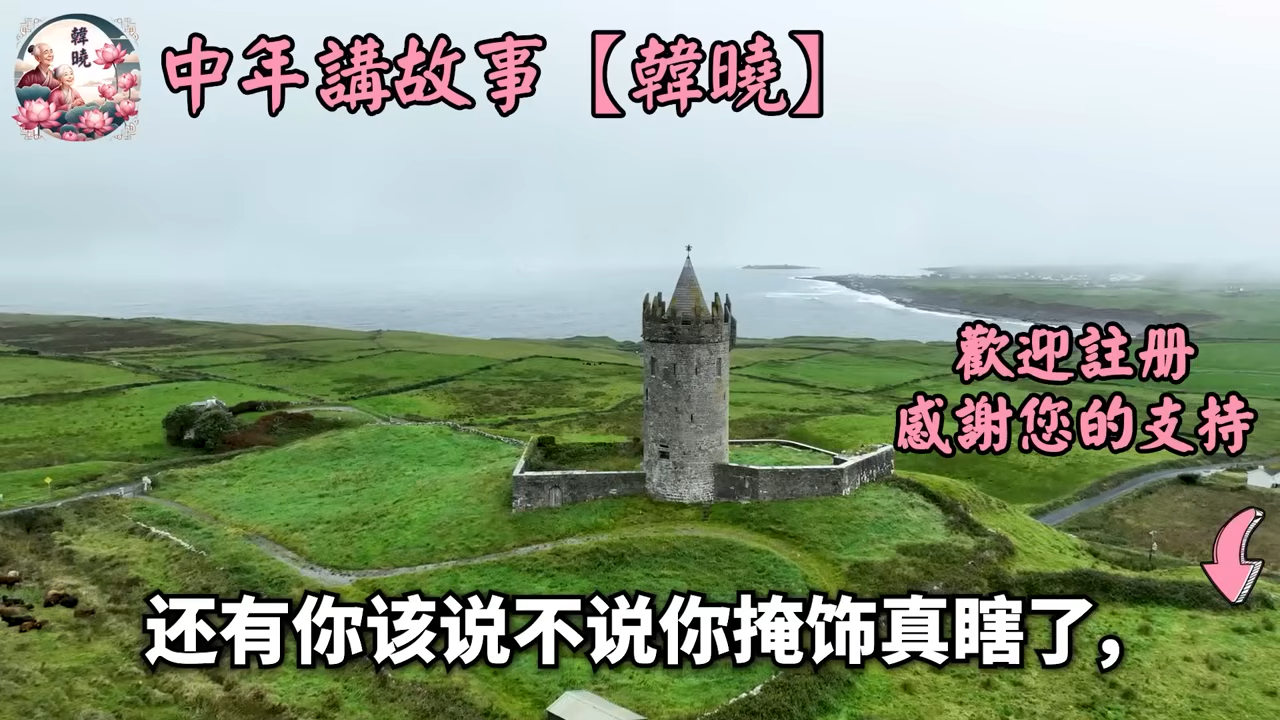 韓
曉
中年講故事【韓曉】
歡迎註册
感謝您的支持
还有你该说不说你掩饰真瞎了，